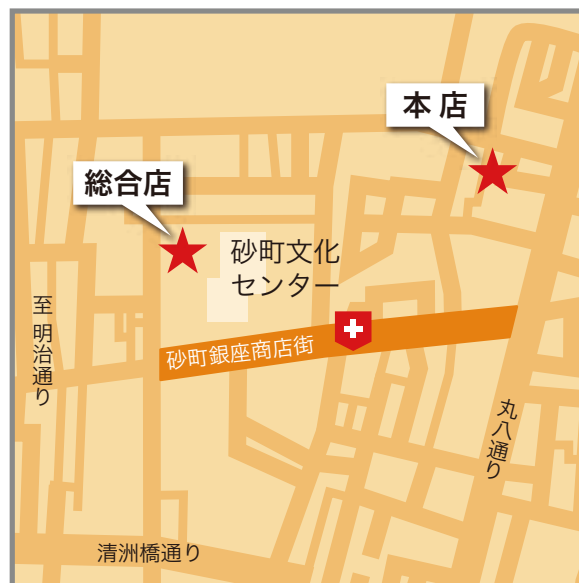 本店
総合店
砂町文化
センター
砂町銀座商店街
至 明治通り
丸八通り
清洲橋通り